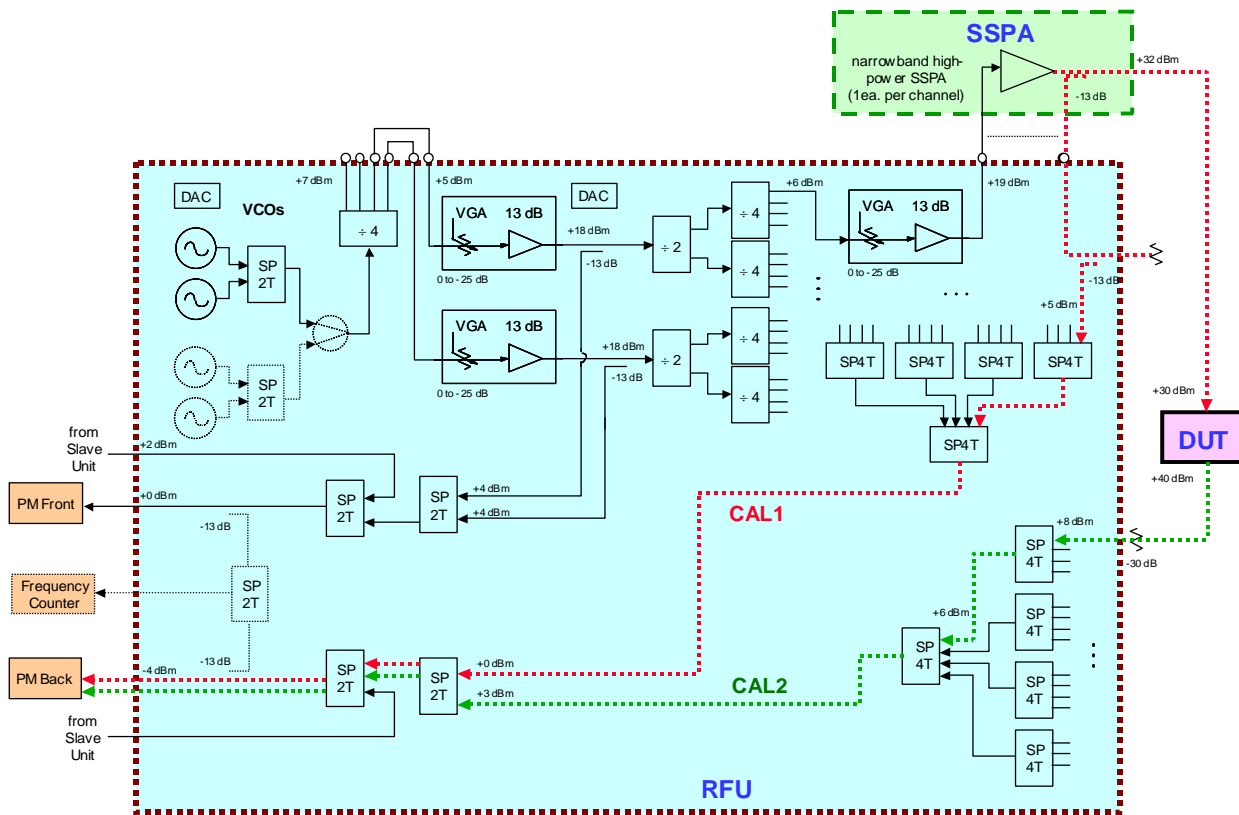 SSPA
narrowband high-
power SSPA
(1ea. per channel)
+32 dBm
-13 dB
+7 dBm
+5 dBm
+6 dBm
+19 dBm
DAC
VCOs
DAC
÷ 4
SP
2T
VGA 13 dB
0 to -25 dB
+18 dBm
-13 dB
÷ 2
÷ 4
÷ 4
VGA 13 dB
0 to -25 dB
-13 dB
+5 dBm
VGA 13 dB
0 to -25 dB
+18 dBm
-13 dB
÷ 2
÷ 4
÷ 4
SP
2T
SP4T
SP4T
SP4T
SP4T
SP4T
+30 dBm
DUT
+40 dBm
from
Slave
Unit
+2 dBm
PM Front
+0 dBm
SP
2T
SP
2T
+4 dBm
+4 dBm
CAL1
-13 dB
Frequency
Counter
SP
2T
-13 dB
+8 dBm
SP
4T
-30 dB
+6 dBm
SP
4T
SP
4T
SP
4T
SP
4T
PM Back
-4 dBm
SP
2T
SP
2T
+0 dBm
+3 dBm
CAL2
from
Slave
Unit
RFU